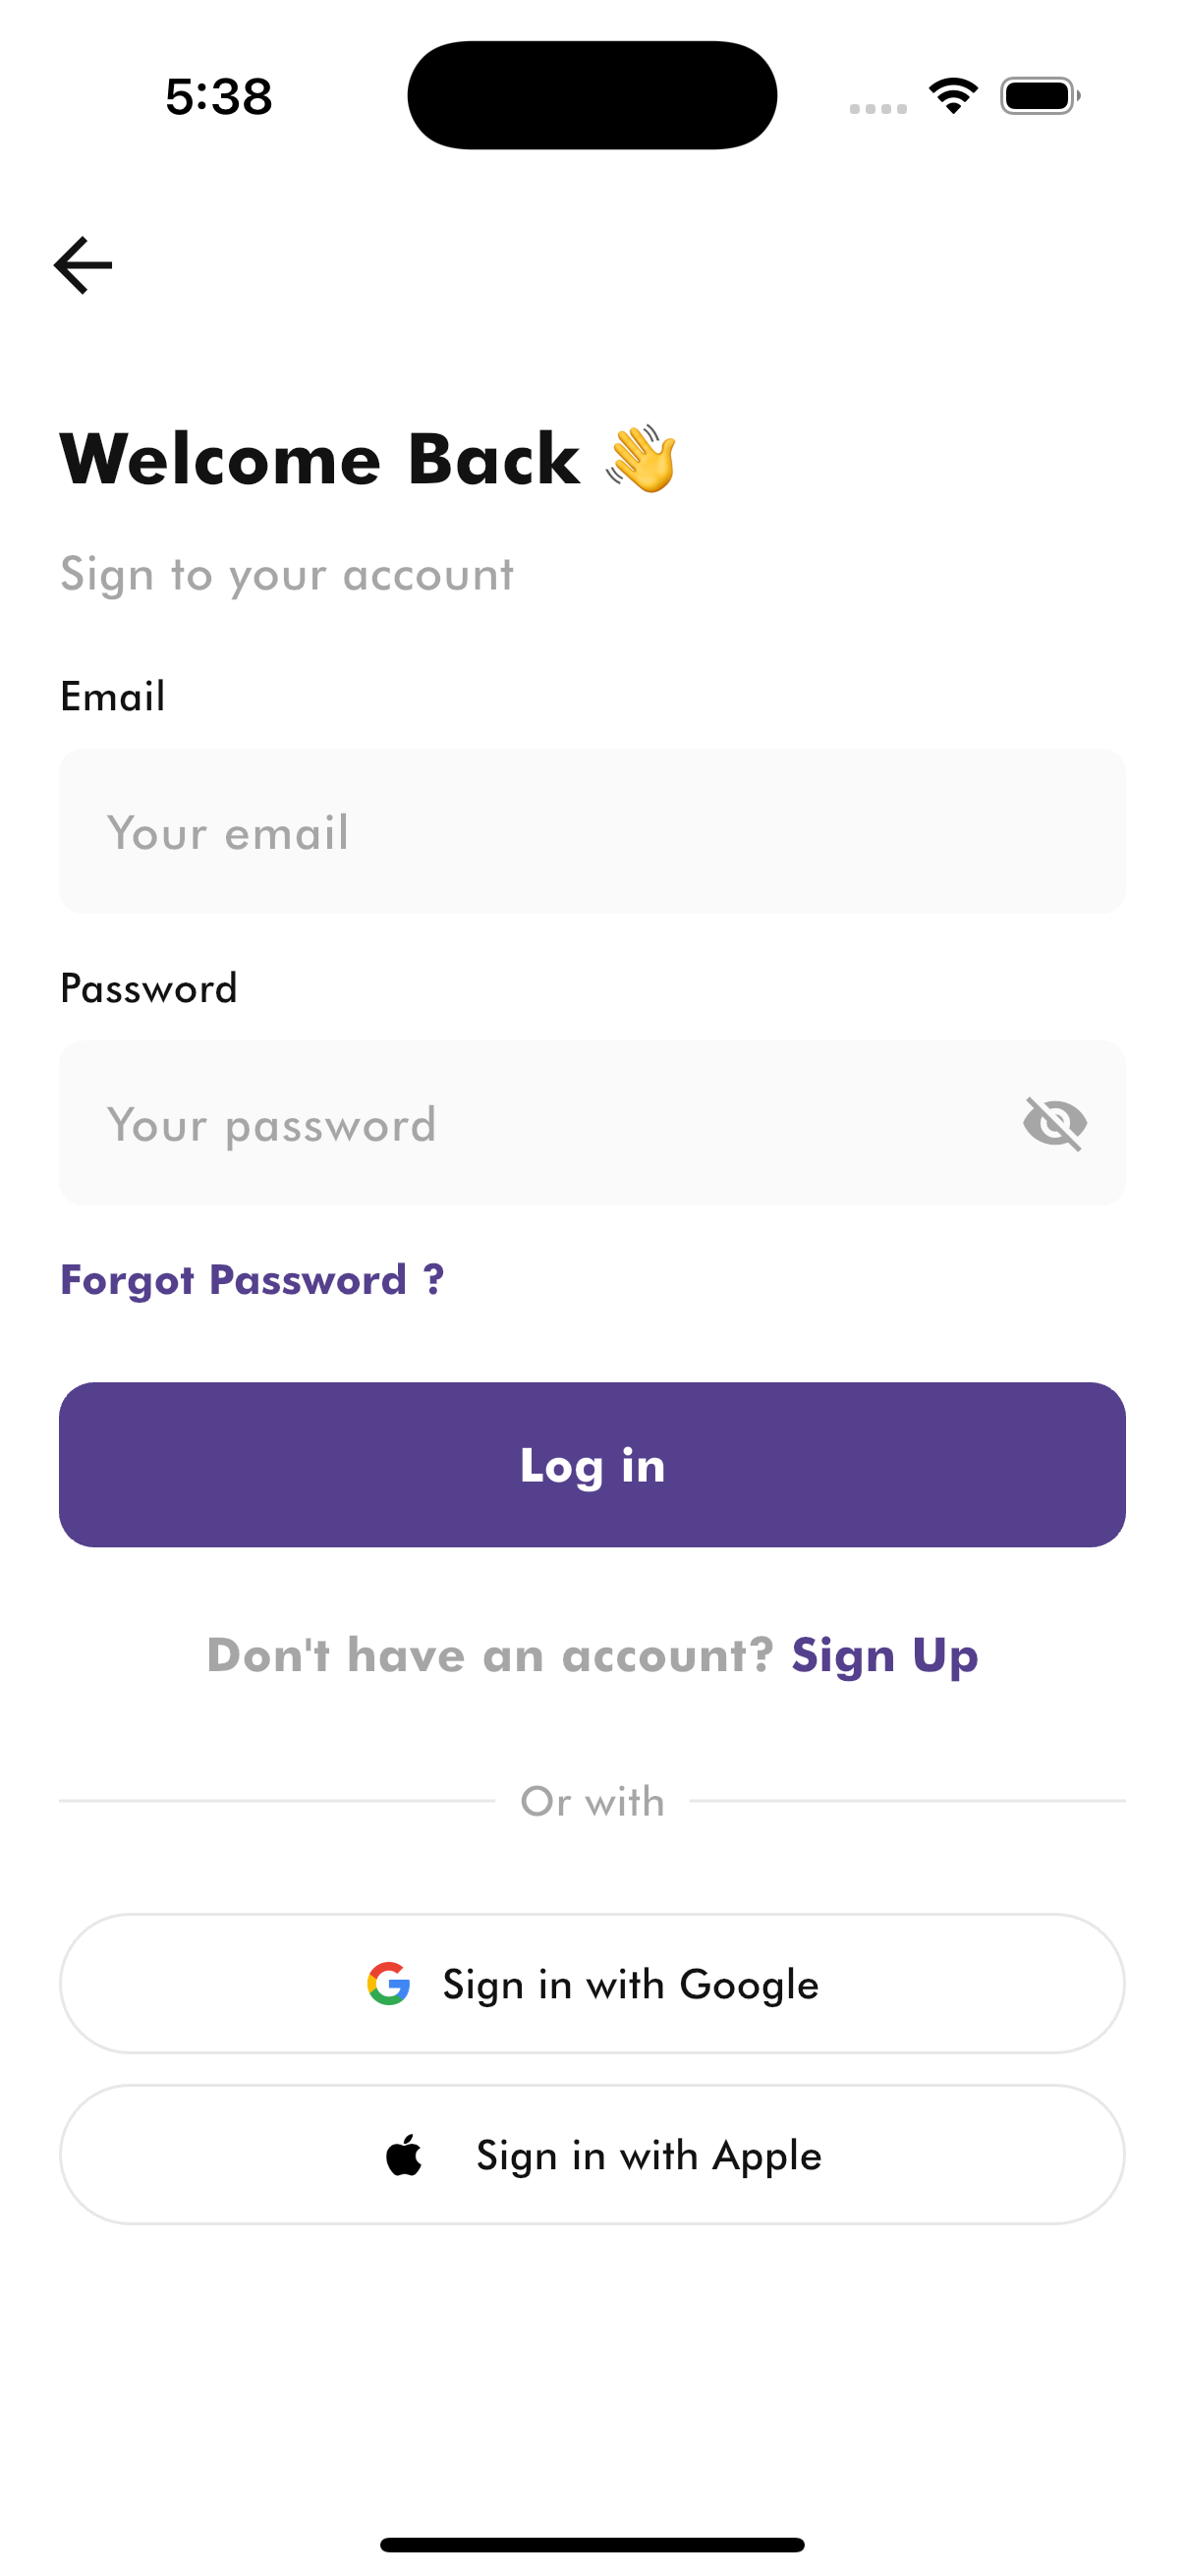 5:38
Welcome Back 👋
Sign to your account
Email
Your email
Password
Your password
Forgot Password ?
Log in
Don't have an account? Sign Up
Or with
Sign in with Google
Sign in with Apple